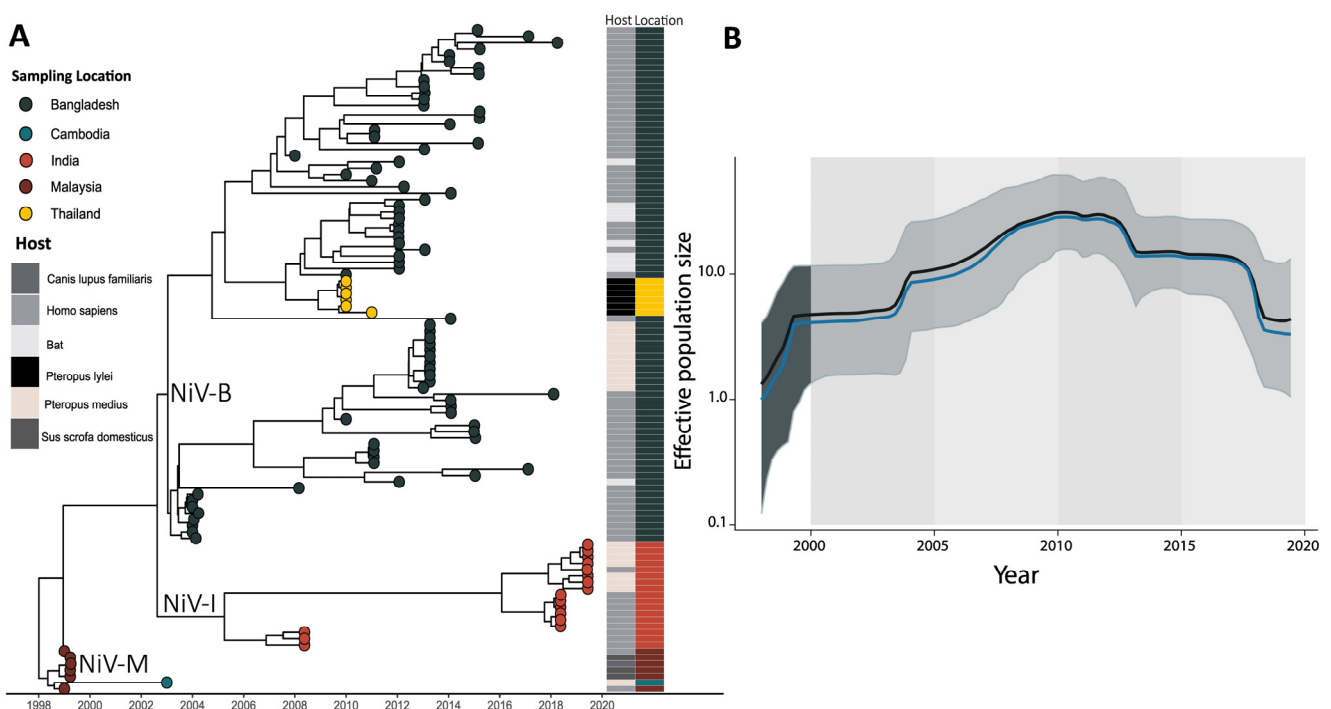 A
Host Location
B
Sampling Location
Bangladesh
Cambodia
India
Malaysia
Thailand
Host
Canis lupus familiaris
Homo sapiens
Bat
Pteropus lylei
Pteropus medius
Sus scrofa domesticus
NiV-B
NiV-I
NiV-M
1998 2000 2002 2004 2006 2008 2010 2012 2014 2016 2018 2020
Effective population size
10.0
1.0
0.1
2000 2005 2010 2015 2020
Year